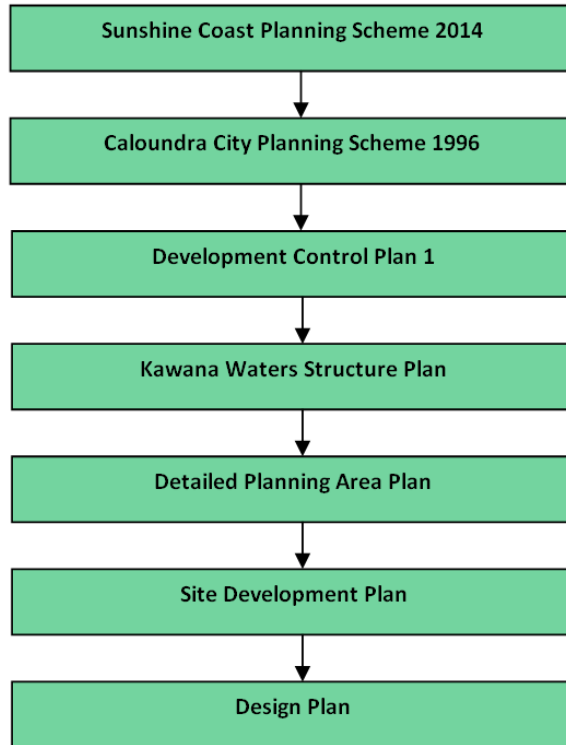 Sunshine Coast Planning Scheme 2014
Caloundra City Planning Scheme 1996
Development Control Plan 1
Kawana Waters Structure Plan
Detailed Planning Area Plan
Site Development Plan
Design Plan